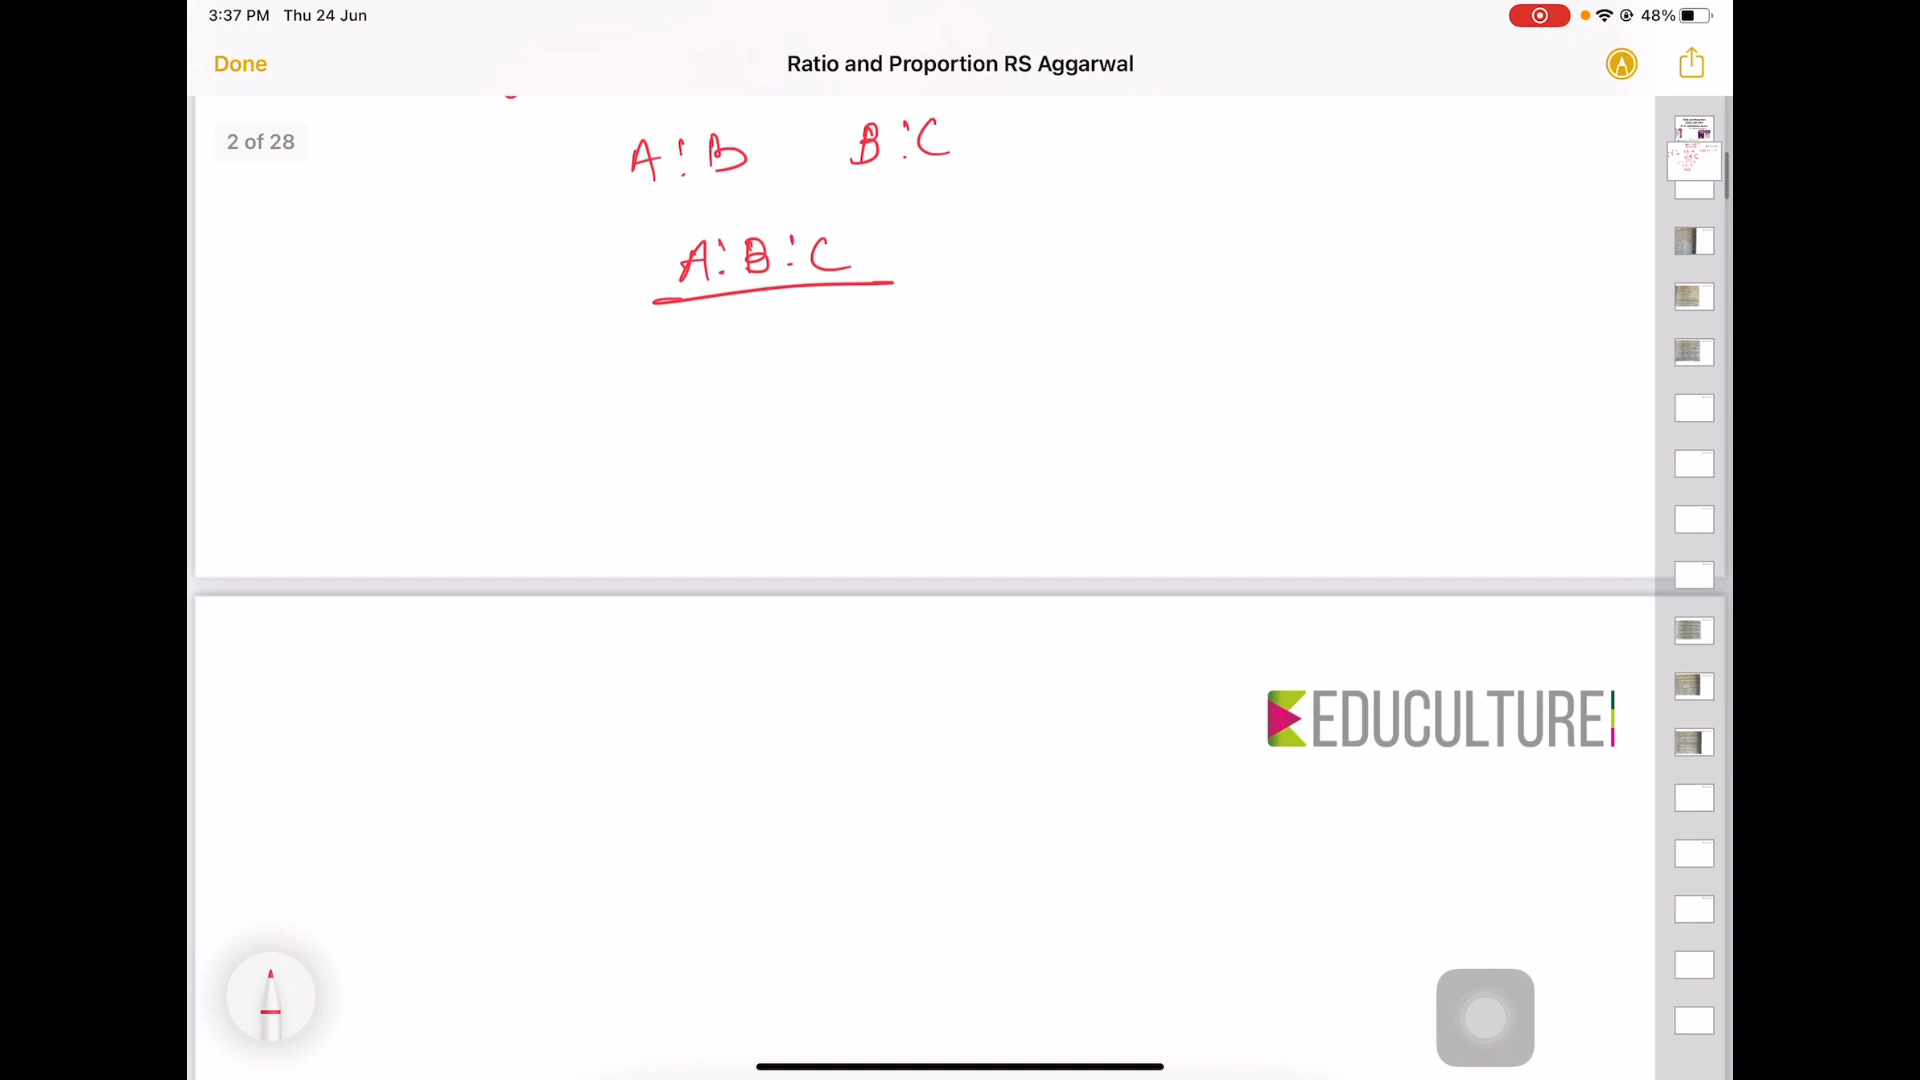 3:37 PM Thu 24 Jun 48%
Done Ratio and Proportion RS Aggarwal
2 of 28
A:B B:C
A:B:C
EDUCULTURE